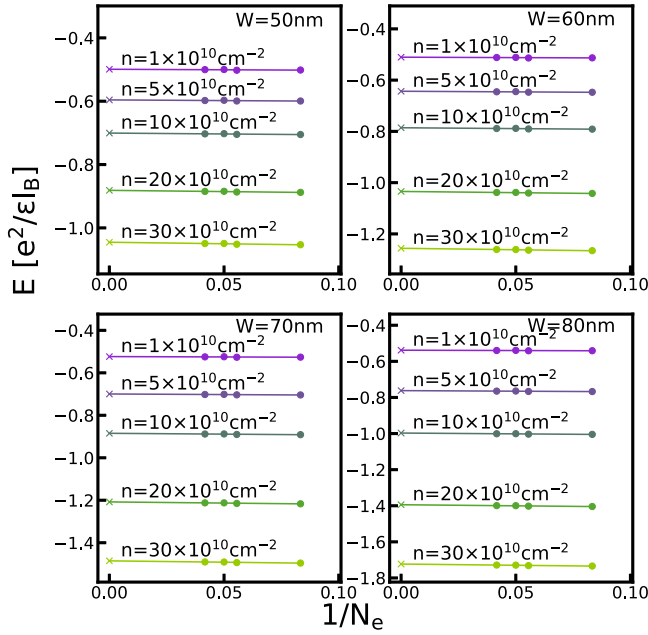 W=50nm
W=60nm
−0.4
−0.6
−0.8
−1.0
n=1×10¹⁰cm⁻²
n=5×10¹⁰cm⁻²
n=10×10¹⁰cm⁻²
n=20×10¹⁰cm⁻²
n=30×10¹⁰cm⁻²
0.00
0.05
0.10
−0.4
−0.6
−0.8
−1.0
−1.2
n=1×10¹⁰cm⁻²
n=5×10¹⁰cm⁻²
n=10×10¹⁰cm⁻²
n=20×10¹⁰cm⁻²
n=30×10¹⁰cm⁻²
0.00
0.05
0.10
E [e²/εl_B]
W=70nm
W=80nm
−0.4
−0.6
−0.8
−1.0
−1.2
−1.4
n=1×10¹⁰cm⁻²
n=5×10¹⁰cm⁻²
n=10×10¹⁰cm⁻²
n=20×10¹⁰cm⁻²
n=30×10¹⁰cm⁻²
0.00
0.05
0.10
−0.4
−0.6
−0.8
−1.0
−1.2
−1.4
−1.6
−1.8
n=1×10¹⁰cm⁻²
n=5×10¹⁰cm⁻²
n=10×10¹⁰cm⁻²
n=20×10¹⁰cm⁻²
n=30×10¹⁰cm⁻²
0.00
0.05
0.10
1/Nₑ